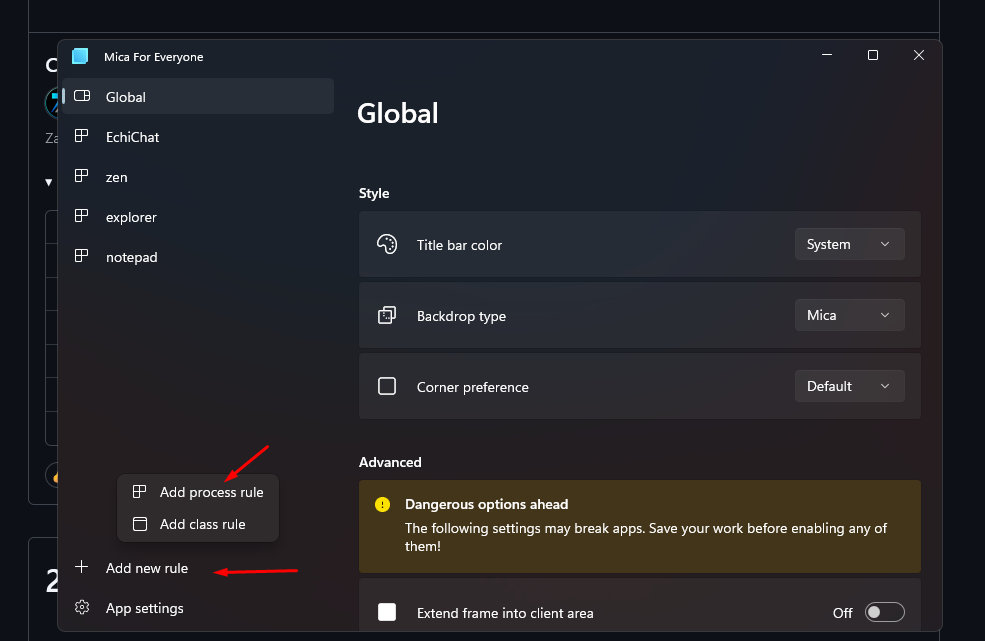 Mica For Everyone
Global
EchiChat
zen
explorer
notepad
Add process rule
Add class rule
Add new rule
App settings
Global
Style
Title bar color
System
Backdrop type
Mica
Corner preference
Default
Advanced
Dangerous options ahead
The following settings may break apps. Save your work before enabling any of
them!
Extend frame into client area
Off
C
Za
2